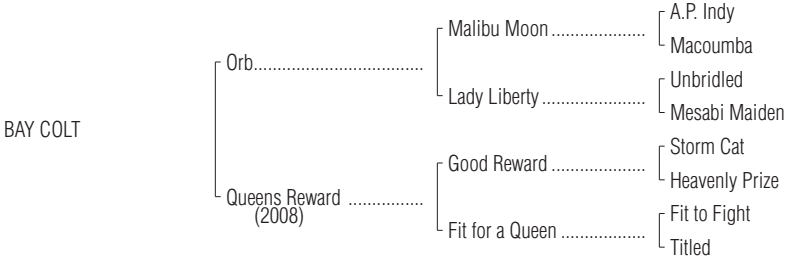 A.P. Indy
Malibu Moon .....................
Macoumba
Orb..................................
Unbridled
Lady Liberty .......................
Mesabi Maiden
BAY COLT
Storm Cat
Good Reward .....................
Heavenly Prize
Queens Reward ................
(2008)
Fit to Fight
Fit for a Queen ...................
Titled